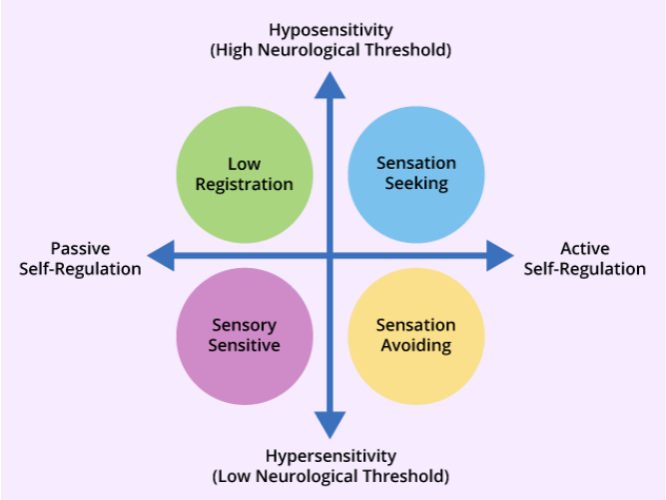 Hyposensitivity
(High Neurological Threshold)
Low
Registration
Sensation
Seeking
Passive
Self-Regulation
Active
Self-Regulation
Sensory
Sensitive
Sensation
Avoiding
Hypersensitivity
(Low Neurological Threshold)